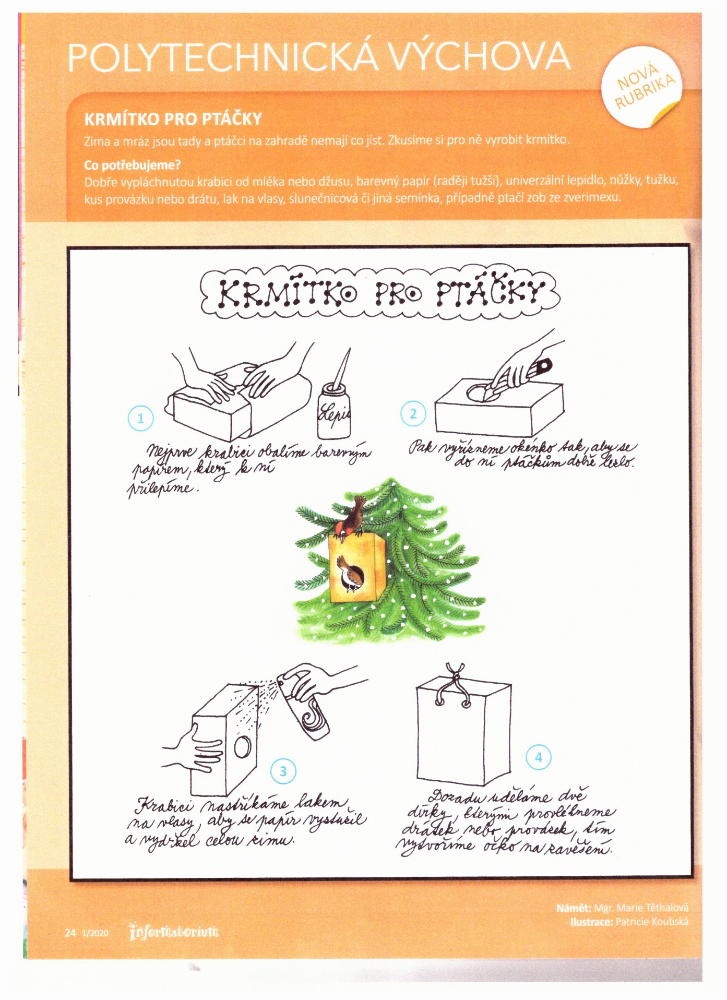 POLYTECHNICKÁ VÝCHOVA
NOVÁ
RUBRIKA
KRMÍTKO PRO PTÁČKY
Zima a mráz jsou tady a ptáčci na zahradě nemají co jíst. Zkusíme si pro ně vyrobit krmítko.
Co potřebujeme?
Dobře vypláchnutou krabici od mléka nebo džusu, barevný papír (raději tužší), univerzální lepidlo, nůžky, tužku,
kus provázku nebo drátu, lak na vlasy, slunečnicová či jiná semínka, případně ptačí zob ze zverimexu.
KRMÍTKO PRO PTÁČKY
Lepid
1
Nejprve krabici obalíme barevným
papírem, který k ní
přilepíme.
2
Pak vyřízneme okénko tak, aby se
do ní ptáčkům dobře lezlo.
3
Krabici nastříkáme lakem
na vlasy, aby se papír vystužil
a vydržel celou zimu.
4
Dozadu uděláme dvě
dírky, kterými provlékneme
drátek nebo provázek, tím
vytvoříme očko na zavěšení.
Námět: Mgr. Marie Těthalová
Ilustrace: Patricie Koubská
24 1/2020 informatorium